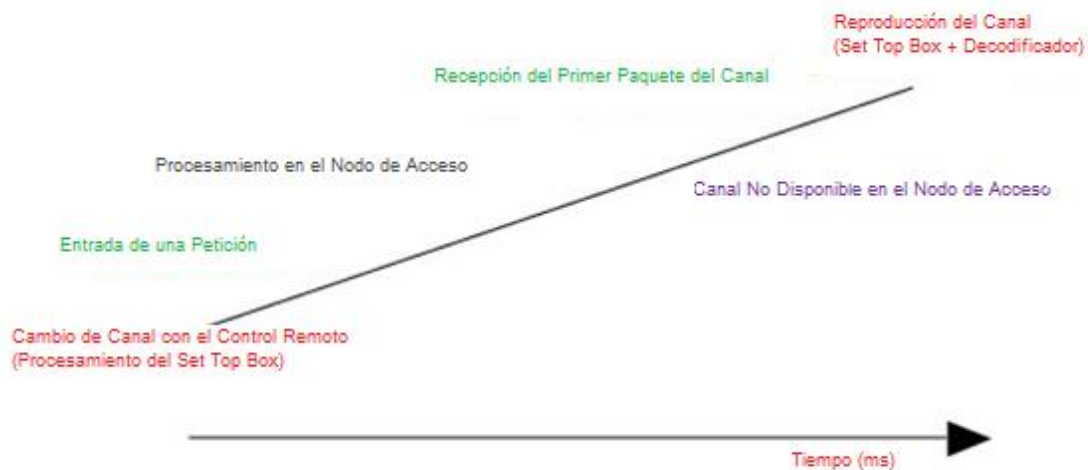 Reproducción del Canal
(Set Top Box + Decodificador)
Recepción del Primer Paquete del Canal
Procesamiento en el Nodo de Acceso
Canal No Disponible en el Nodo de Acceso
Entrada de una Petición
Cambio de Canal con el Control Remoto
(Procesamiento del Set Top Box)
Tiempo (ms)